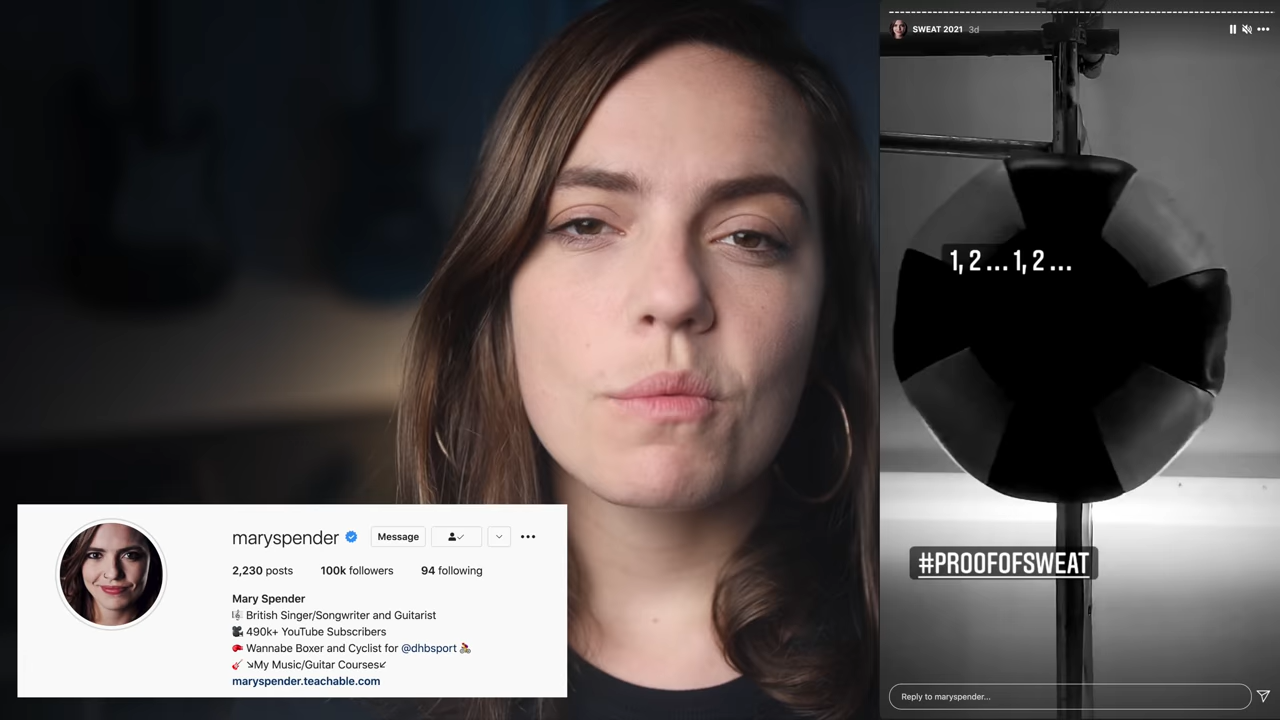 maryspender
Message
2,230 posts 100k followers 94 following
Mary Spender
British Singer/Songwriter and Guitarist
490k+ YouTube Subscribers
Wannabe Boxer and Cyclist for @dhbsport
↘My Music/Guitar Courses↙
maryspender.teachable.com
SWEAT 2021 3d
1, 2 ... 1, 2 ...
#PROOFOFSWEAT
Reply to maryspender...